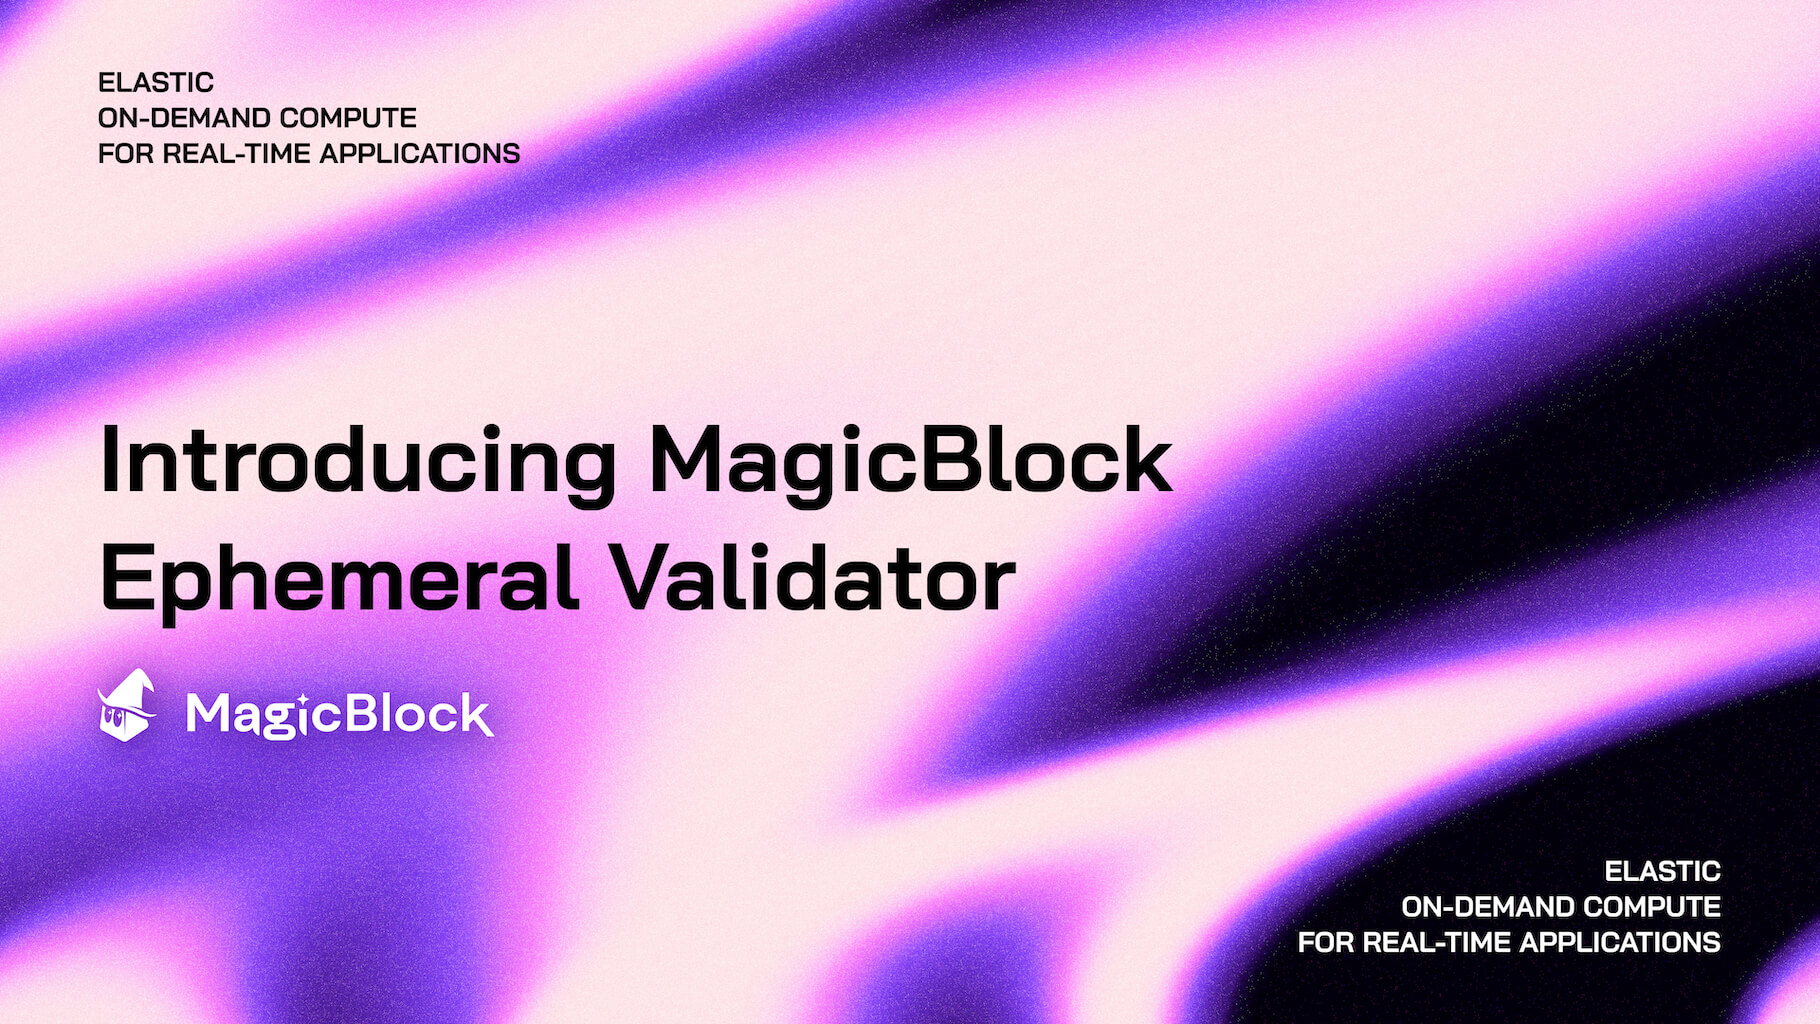 ELASTIC
ON-DEMAND COMPUTE
FOR REAL-TIME APPLICATIONS
Introducing MagicBlock
Ephemeral Validator
MagicBlock
ELASTIC
ON-DEMAND COMPUTE
FOR REAL-TIME APPLICATIONS